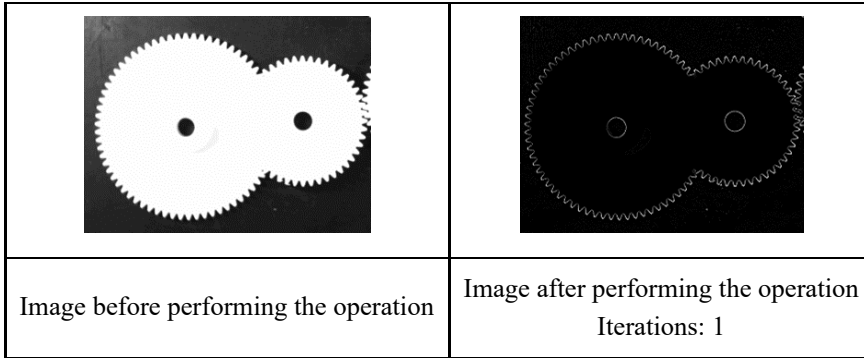 Image before performing the operation
Image after performing the operation
Iterations: 1